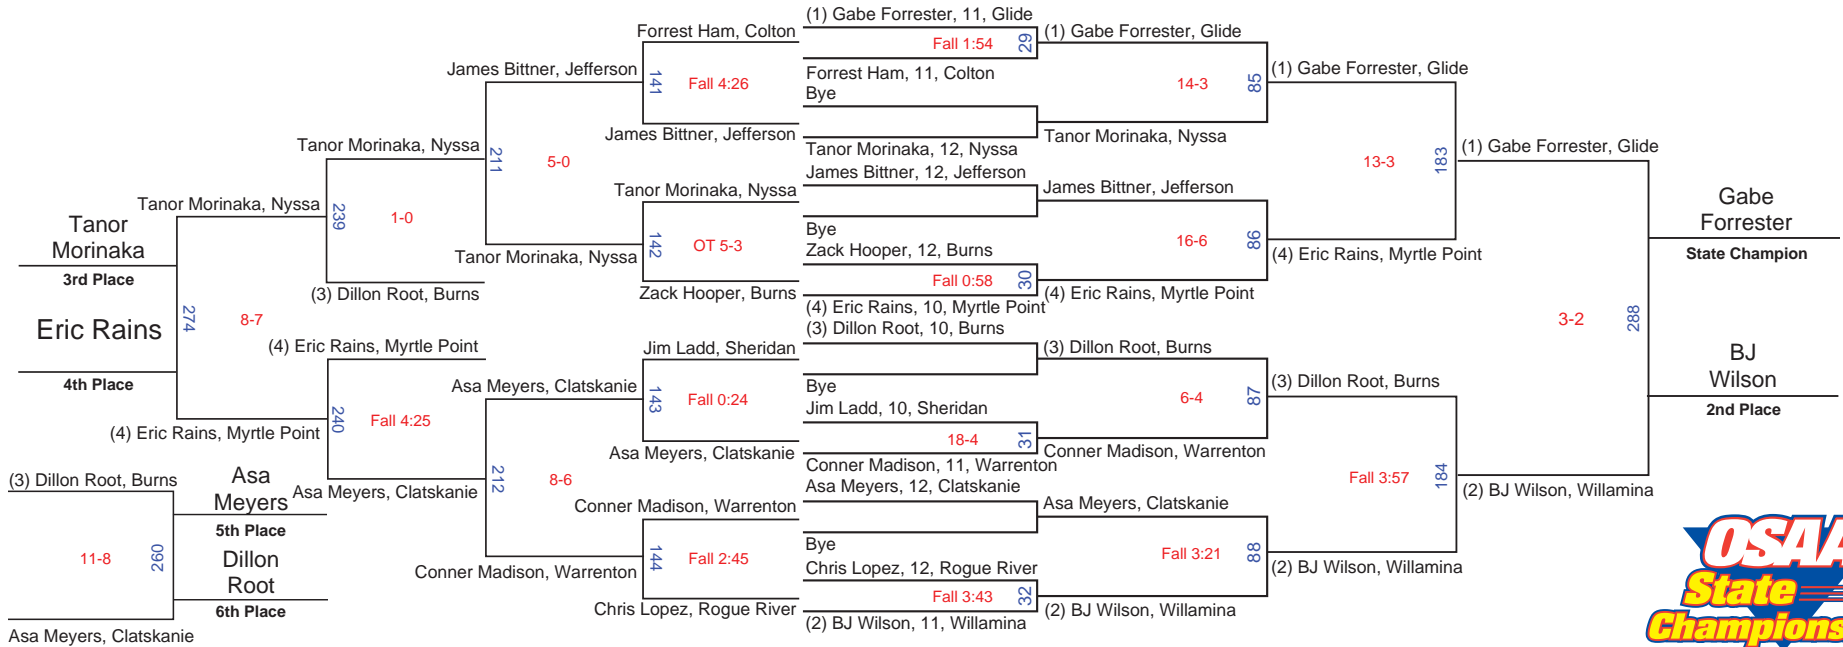 (1) Gabe Forrester, 11, Glide
Forrest Ham, Colton
Fall 1:54
29
(1) Gabe Forrester, Glide
James Bittner, Jefferson
141
Fall 4:26
Forrest Ham, 11, Colton
Bye
14-3
85
(1) Gabe Forrester, Glide
James Bittner, Jefferson
Tanor Morinaka, Nyssa
Tanor Morinaka, Nyssa
211
5-0
Tanor Morinaka, 12, Nyssa
James Bittner, 12, Jefferson
13-3
183
(1) Gabe Forrester, Glide
Tanor Morinaka, Nyssa
James Bittner, Jefferson
Tanor Morinaka, Nyssa
239
1-0
Tanor Morinaka, Nyssa
142
OT 5-3
Bye
Zack Hooper, 12, Burns
16-6
86
(4) Eric Rains, Myrtle Point
Tanor
Morinaka
3rd Place
Gabe
Forrester
State Champion
(3) Dillon Root, Burns
Zack Hooper, Burns
Fall 0:58
30
(4) Eric Rains, 10, Myrtle Point
(4) Eric Rains, Myrtle Point
Eric Rains
274
8-7
4th Place
(3) Dillon Root, 10, Burns
3-2
288
(4) Eric Rains, Myrtle Point
Jim Ladd, Sheridan
(3) Dillon Root, Burns
BJ
Wilson
2nd Place
Asa Meyers, Clatskanie
143
Fall 0:24
Bye
Jim Ladd, 10, Sheridan
6-4
87
(3) Dillon Root, Burns
(4) Eric Rains, Myrtle Point
240
Fall 4:25
18-4
31
Asa Meyers, Clatskanie
Conner Madison, 11, Warrenton
Conner Madison, Warrenton
(3) Dillon Root, Burns
Asa
Meyers
5th Place
Asa Meyers, Clatskanie
212
8-6
Asa Meyers, 12, Clatskanie
Fall 3:57
184
(2) BJ Wilson, Willamina
Conner Madison, Warrenton
Asa Meyers, Clatskanie
11-8
260
Dillon
Root
6th Place
Conner Madison, Warrenton
144
Fall 2:45
Bye
Chris Lopez, 12, Rogue River
Fall 3:21
88
(2) BJ Wilson, Willamina
Chris Lopez, Rogue River
Fall 3:43
32
(2) BJ Wilson, 11, Willamina
(2) BJ Wilson, Willamina
Asa Meyers, Clatskanie
OSAA
State
Champions